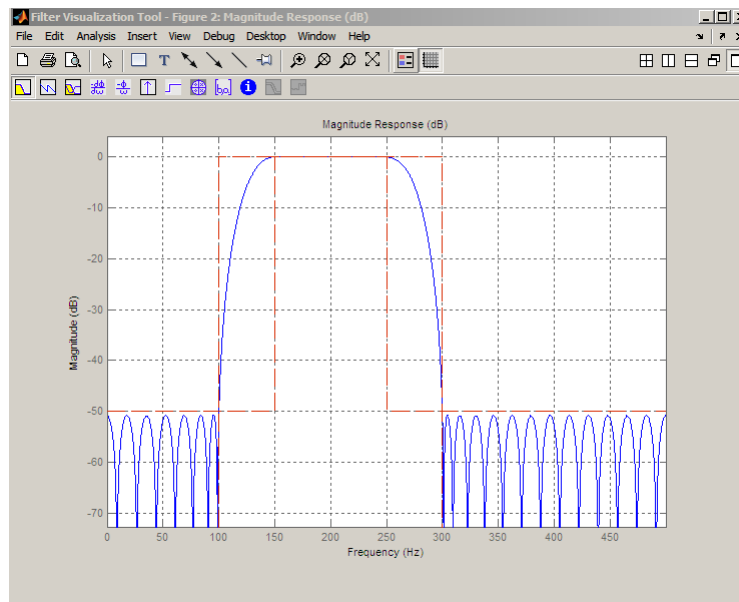 Filter Visualization Tool - Figure 2: Magnitude Response (dB)
File Edit Analysis Insert View Debug Desktop Window Help
T
Magnitude Response (dB)
0
-10
-20
-30
-40
-50
-60
-70
Magnitude (dB)
0 50 100 150 200 250 300 350 400 450
Frequency (Hz)